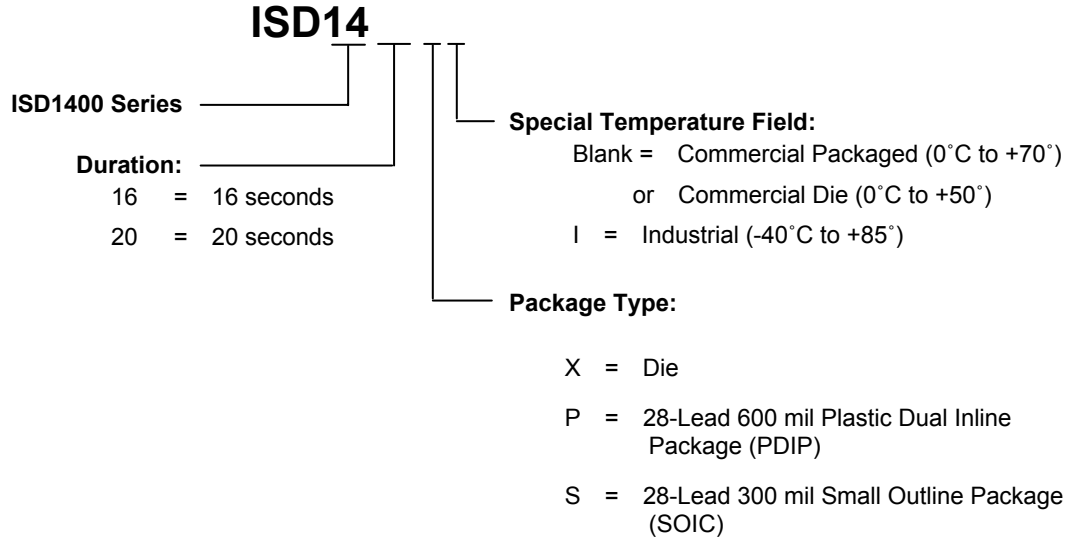 ISD14
ISD1400 Series
Duration:
16 = 16 seconds
20 = 20 seconds
Special Temperature Field:
Blank = Commercial Packaged (0˚C to +70˚)
or Commercial Die (0˚C to +50˚)
I = Industrial (-40˚C to +85˚)
Package Type:
X = Die
P = 28-Lead 600 mil Plastic Dual Inline
Package (PDIP)
S = 28-Lead 300 mil Small Outline Package
(SOIC)